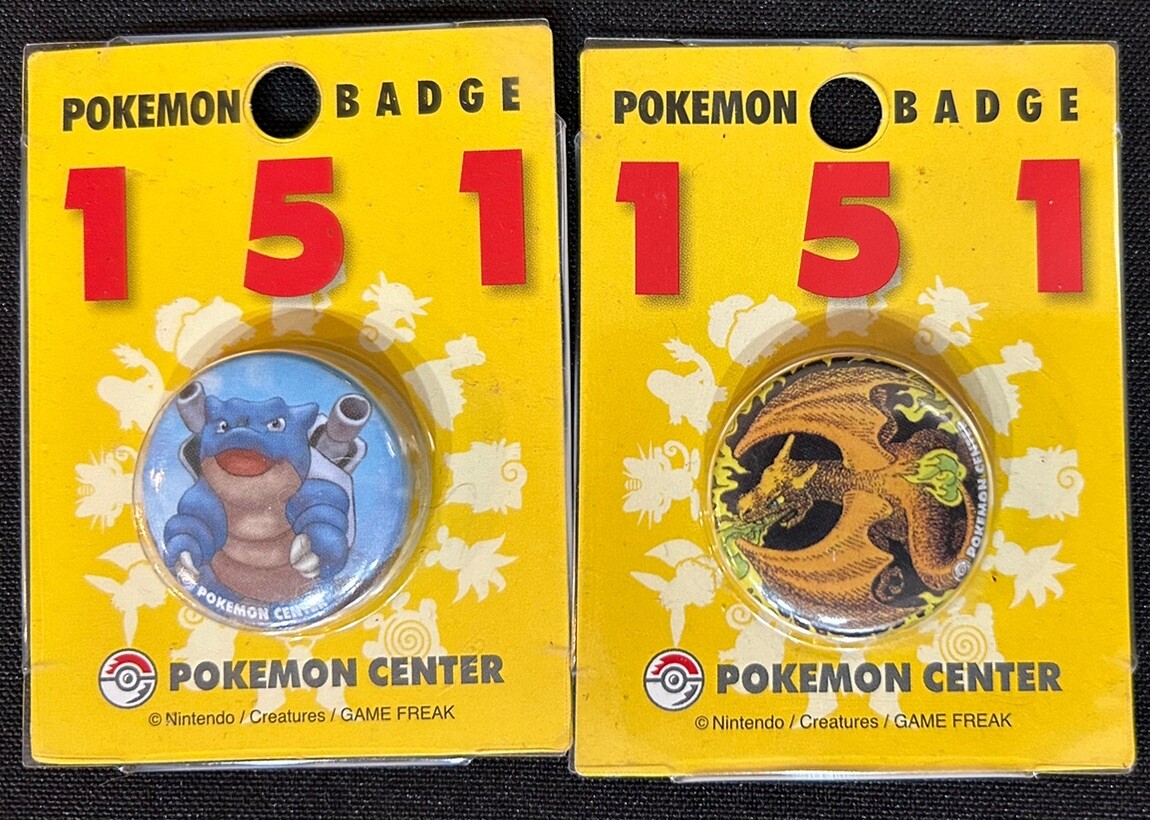 POKEMON BADGE
151
© POKEMON CENTER
POKEMON CENTER
© Nintendo / Creatures / GAME FREAK
POKEMON BADGE
151
© POKEMON CENTER
POKEMON CENTER
© Nintendo / Creatures / GAME FREAK